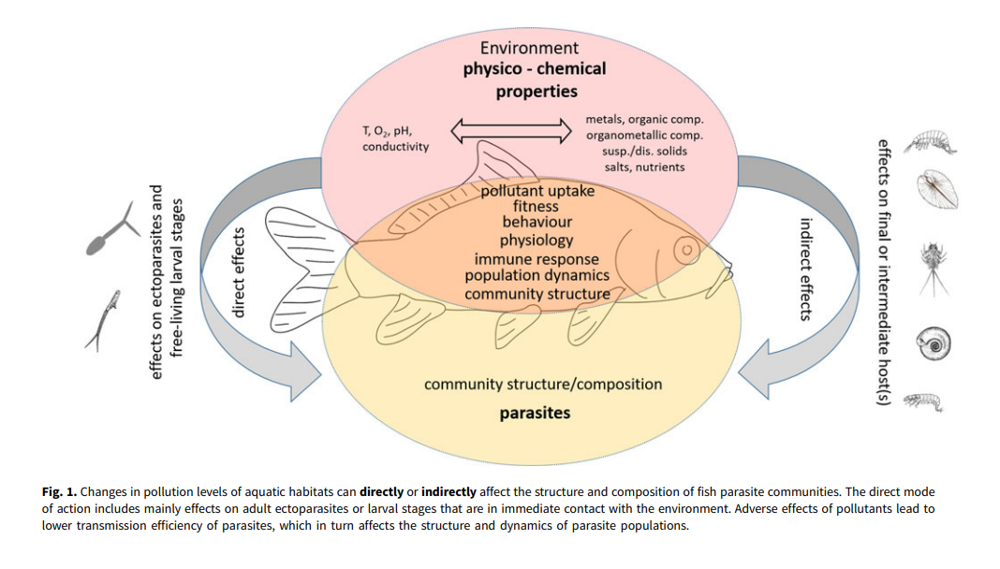 Environment
physico - chemical
properties
T, O₂, pH,
conductivity
metals, organic comp.
organometallic comp.
susp./dis. solids
salts, nutrients
pollutant uptake
fitness
behaviour
physiology
immune response
population dynamics
community structure
community structure/composition
parasites
effects on ectoparasites and
free-living larval stages
direct effects
indirect effects
effects on final or intermediate host(s)
Fig. 1. Changes in pollution levels of aquatic habitats can directly or indirectly affect the structure and composition of fish parasite communities. The direct mode
of action includes mainly effects on adult ectoparasites or larval stages that are in immediate contact with the environment. Adverse effects of pollutants lead to
lower transmission efficiency of parasites, which in turn affects the structure and dynamics of parasite populations.